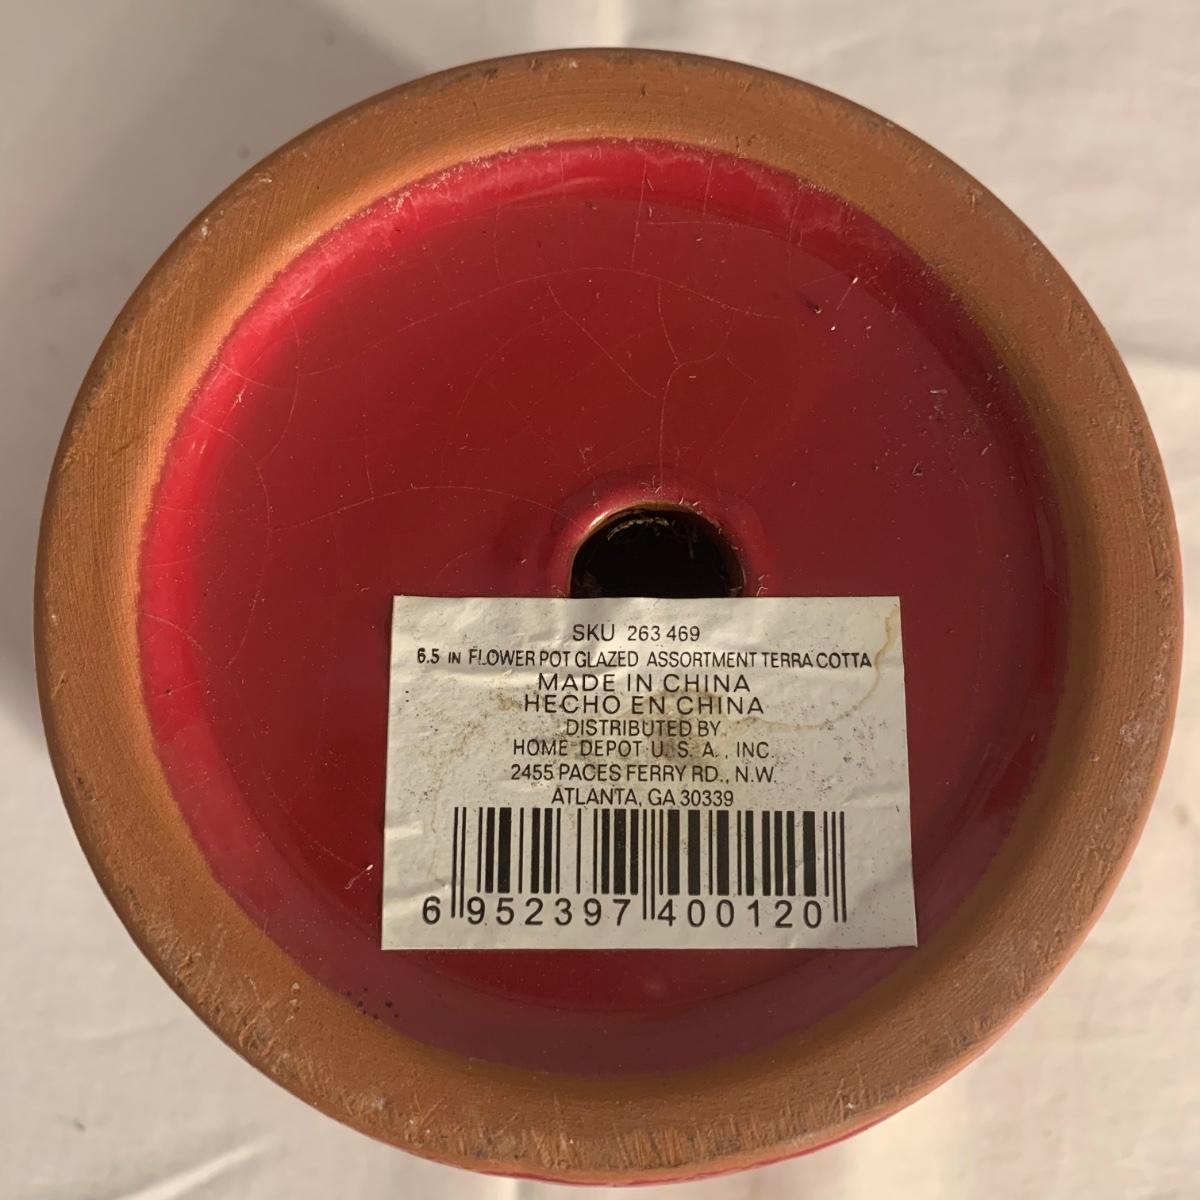 SKU 263 469
6.5 IN FLOWER POT GLAZED ASSORTMENT TERRA COTTA
MADE IN CHINA
HECHO EN CHINA
DISTRIBUTED BY
HOME DEPOT U.S.A., INC.
2455 PACES FERRY RD., N.W.
ATLANTA, GA 30339
6 952397 400120